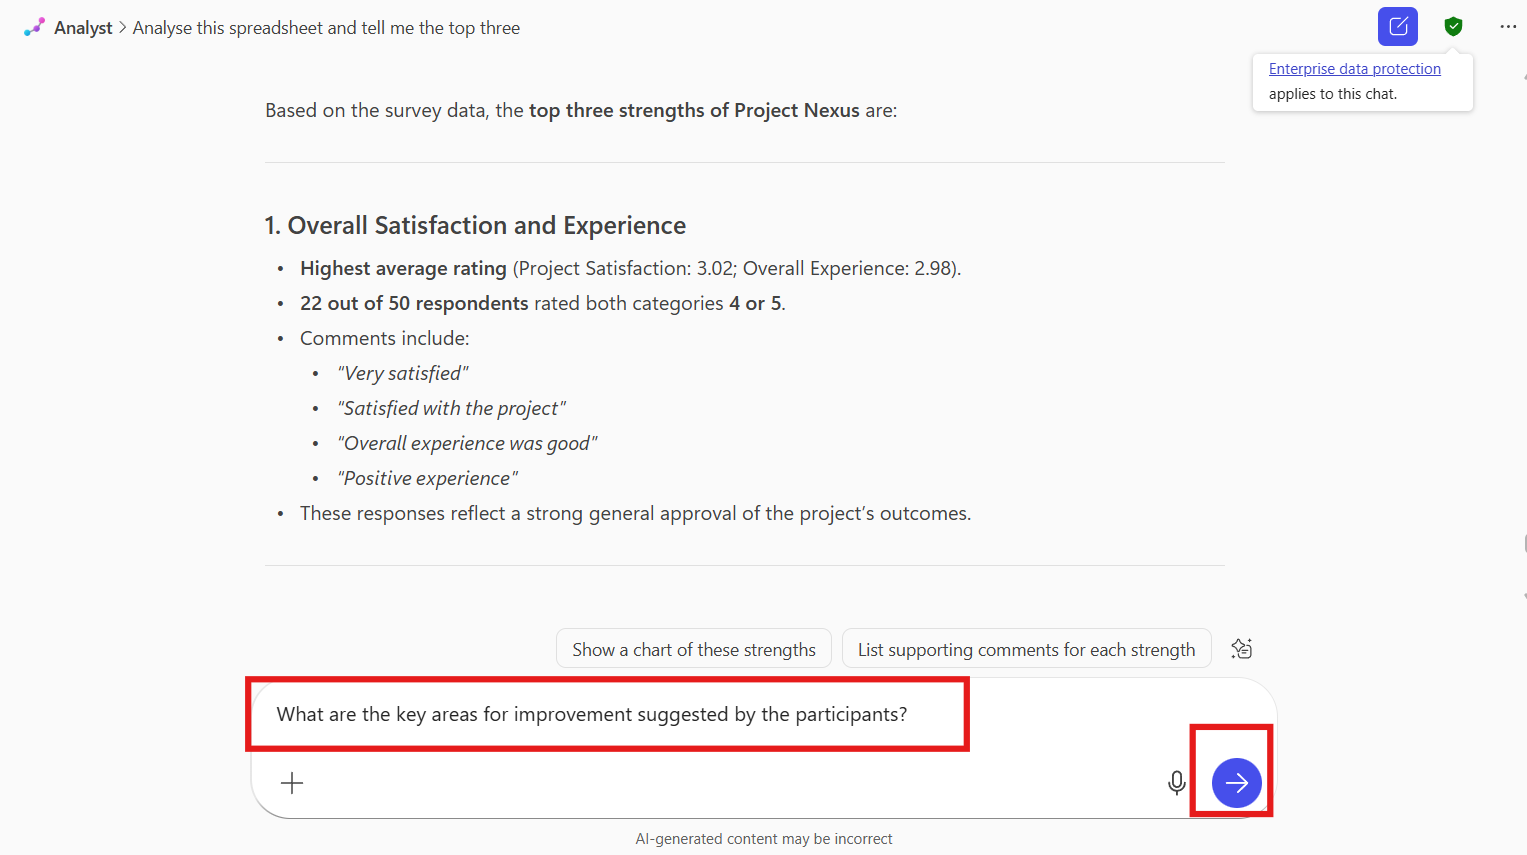 Analyst > Analyse this spreadsheet and tell me the top three
Enterprise data protection
applies to this chat.
Based on the survey data, the top three strengths of Project Nexus are:
1. Overall Satisfaction and Experience
• Highest average rating (Project Satisfaction: 3.02; Overall Experience: 2.98).
• 22 out of 50 respondents rated both categories 4 or 5.
• Comments include:
• “Very satisfied”
• “Satisfied with the project”
• “Overall experience was good”
• “Positive experience”
• These responses reflect a strong general approval of the project’s outcomes.
Show a chart of these strengths
List supporting comments for each strength
What are the key areas for improvement suggested by the participants?
AI-generated content may be incorrect